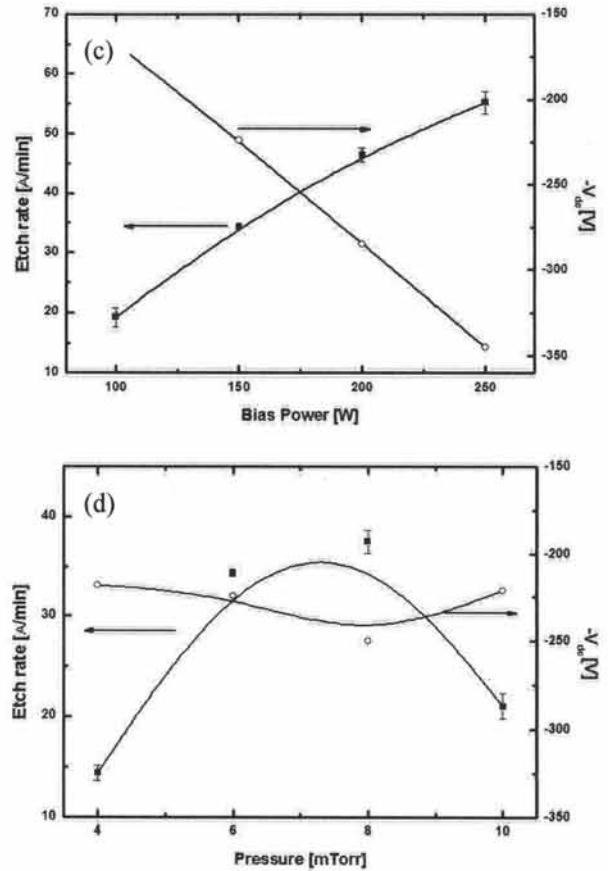 (c)
Etch rate [A/min]
70
60
50
40
30
20
10
-150
-200
-250
-300
-350
-V_dc [V]
100 150 200 250
Bias Power [W]
(d)
Etch rate [A/min]
40
30
20
10
-150
-200
-250
-300
-350
-V_dc [V]
4 6 8 10
Pressure [mTorr]